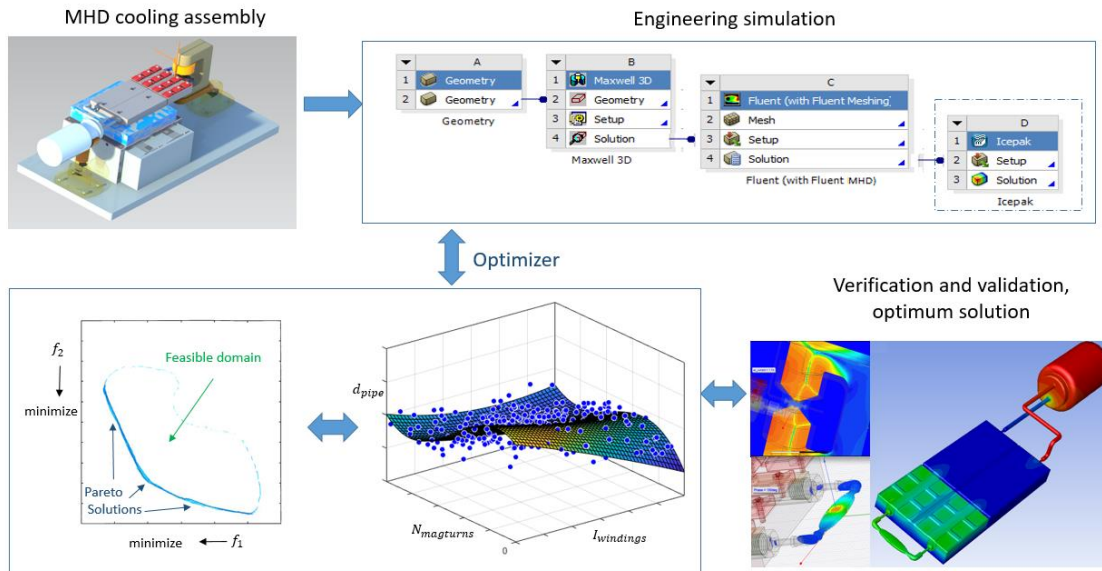 MHD cooling assembly
Engineering simulation
A
1 Geometry
2 Geometry
Geometry
B
1 Maxwell 3D
2 Geometry
3 Setup
4 Solution
Maxwell 3D
C
1 Fluent (with Fluent Meshing)
2 Mesh
3 Setup
4 Solution
Fluent (with Fluent MHD)
D
1 Icepak
2 Setup
3 Solution
Icepak
Optimizer
f2
minimize
Feasible domain
Pareto
Solutions
minimize
f1
d_pipe
N_magturns
0
I_windings
Verification and validation,
optimum solution